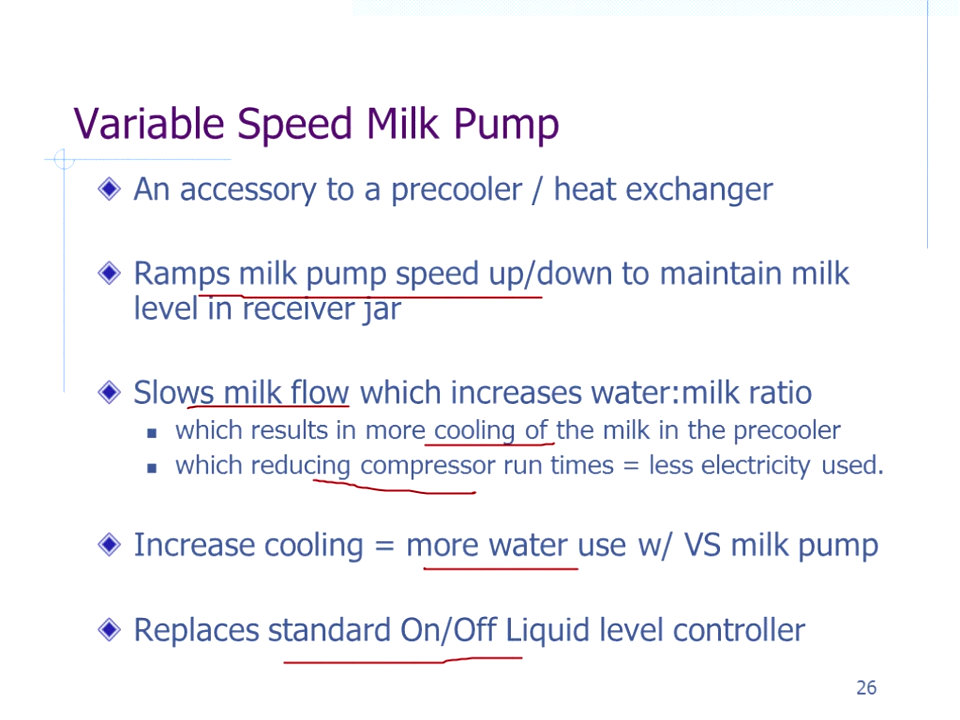 Variable Speed Milk Pump
An accessory to a precooler / heat exchanger
Ramps milk pump speed up/down to maintain milk
level in receiver jar
Slows milk flow which increases water:milk ratio
which results in more cooling of the milk in the precooler
which reducing compressor run times = less electricity used.
Increase cooling = more water use w/ VS milk pump
Replaces standard On/Off Liquid level controller
26